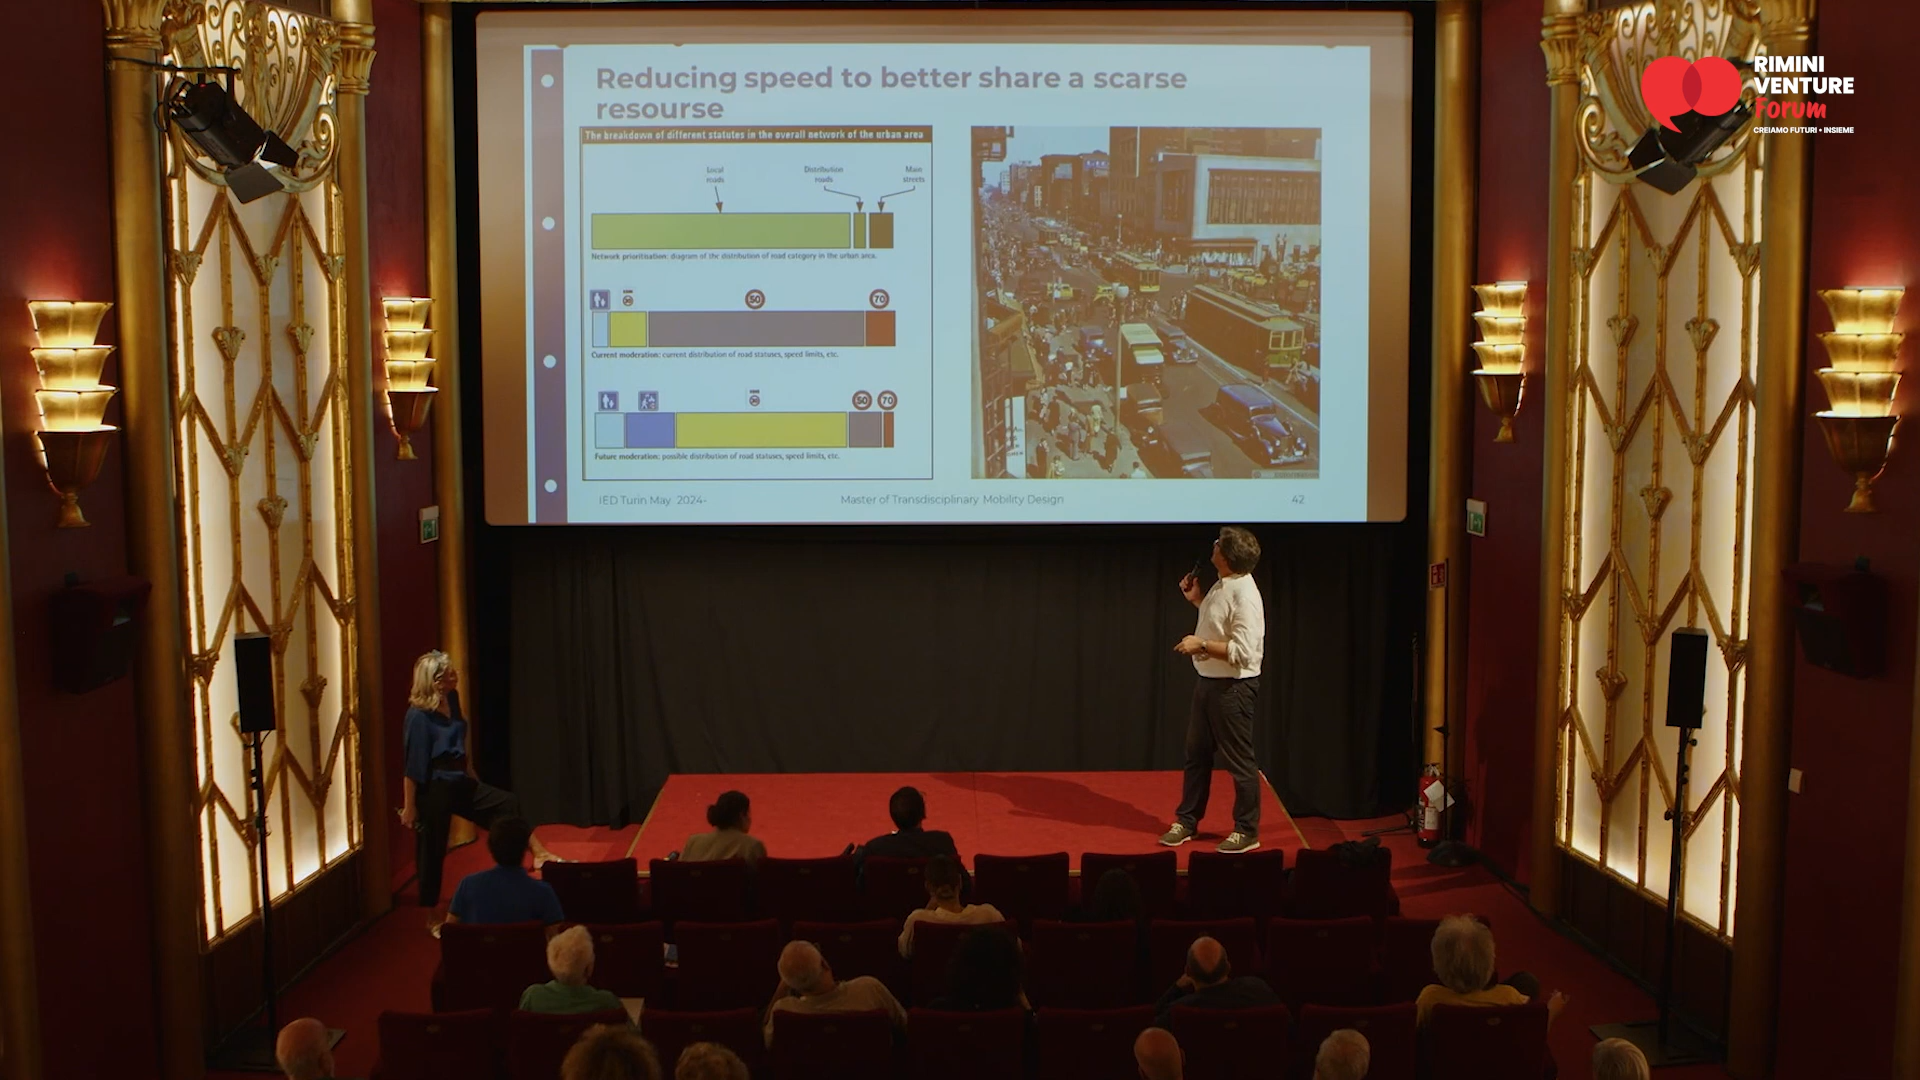 Reducing speed to better share a scarse
resourse
The breakdown of different statutes in the overall network of the urban area
Local
roads
Distribution
roads
Main
streets
Network prioritisation: diagram of the distribution of road category in the urban area.
30
50
70
Current moderation: current distribution of road statuses, speed limits, etc.
30
50
70
Future moderation: possible distribution of road statuses, speed limits, etc.
IED Turin May 2024-
Master of Transdisciplinary Mobility Design
42
RIMINI
VENTURE
Forum
CREIAMO FUTURI • INSIEME